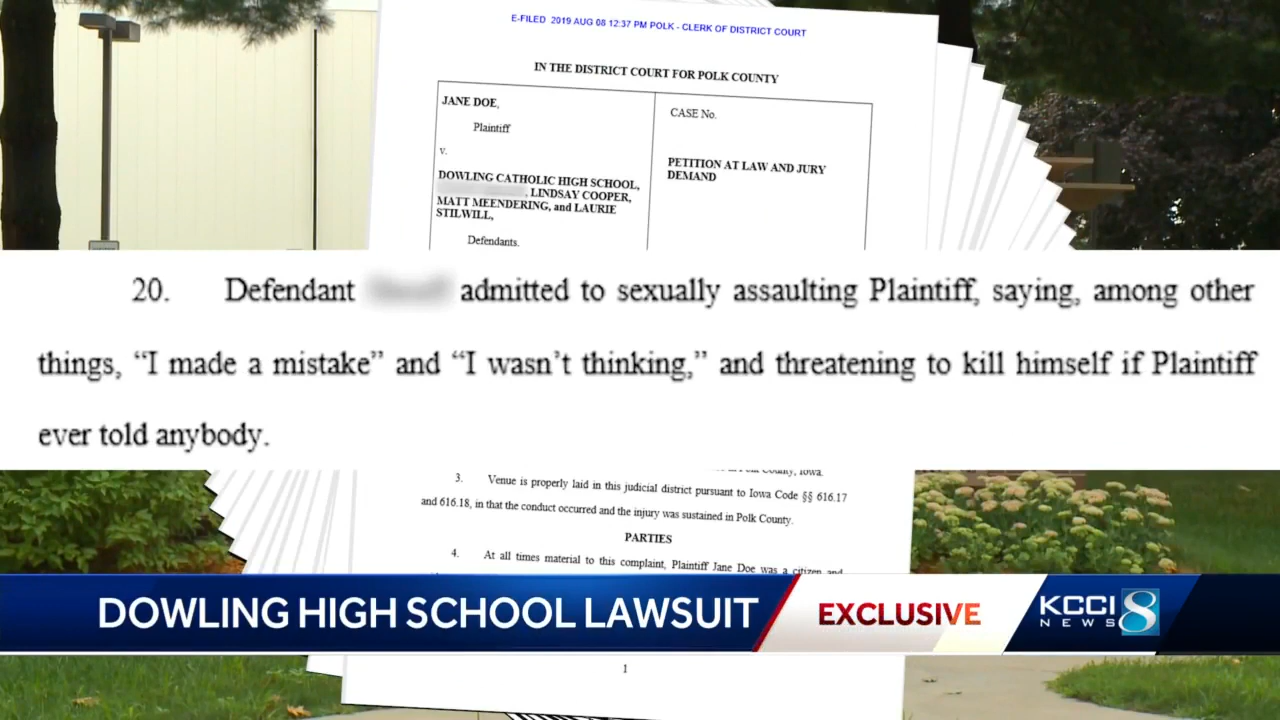 E-FILED 2019 AUG 08 12:37 PM POLK - CLERK OF DISTRICT COURT
IN THE DISTRICT COURT FOR POLK COUNTY
JANE DOE,
Plaintiff
v.
DOWLING CATHOLIC HIGH SCHOOL,
, LINDSAY COOPER,
MATT MEENDERING, and LAURIE
STILWILL,
Defendants.
CASE No.
PETITION AT LAW AND JURY
DEMAND
20. Defendant admitted to sexually assaulting Plaintiff, saying, among other
things, “I made a mistake” and “I wasn’t thinking,” and threatening to kill himself if Plaintiff
ever told anybody.
in Polk County, Iowa.
3. Venue is properly laid in this judicial district pursuant to Iowa Code §§ 616.17
and 616.18, in that the conduct occurred and the injury was sustained in Polk County.
PARTIES
4. At all times material to this complaint, Plaintiff Jane Doe was a citizen and
DOWLING HIGH SCHOOL LAWSUIT
EXCLUSIVE
KCCI 8
NEWS
1